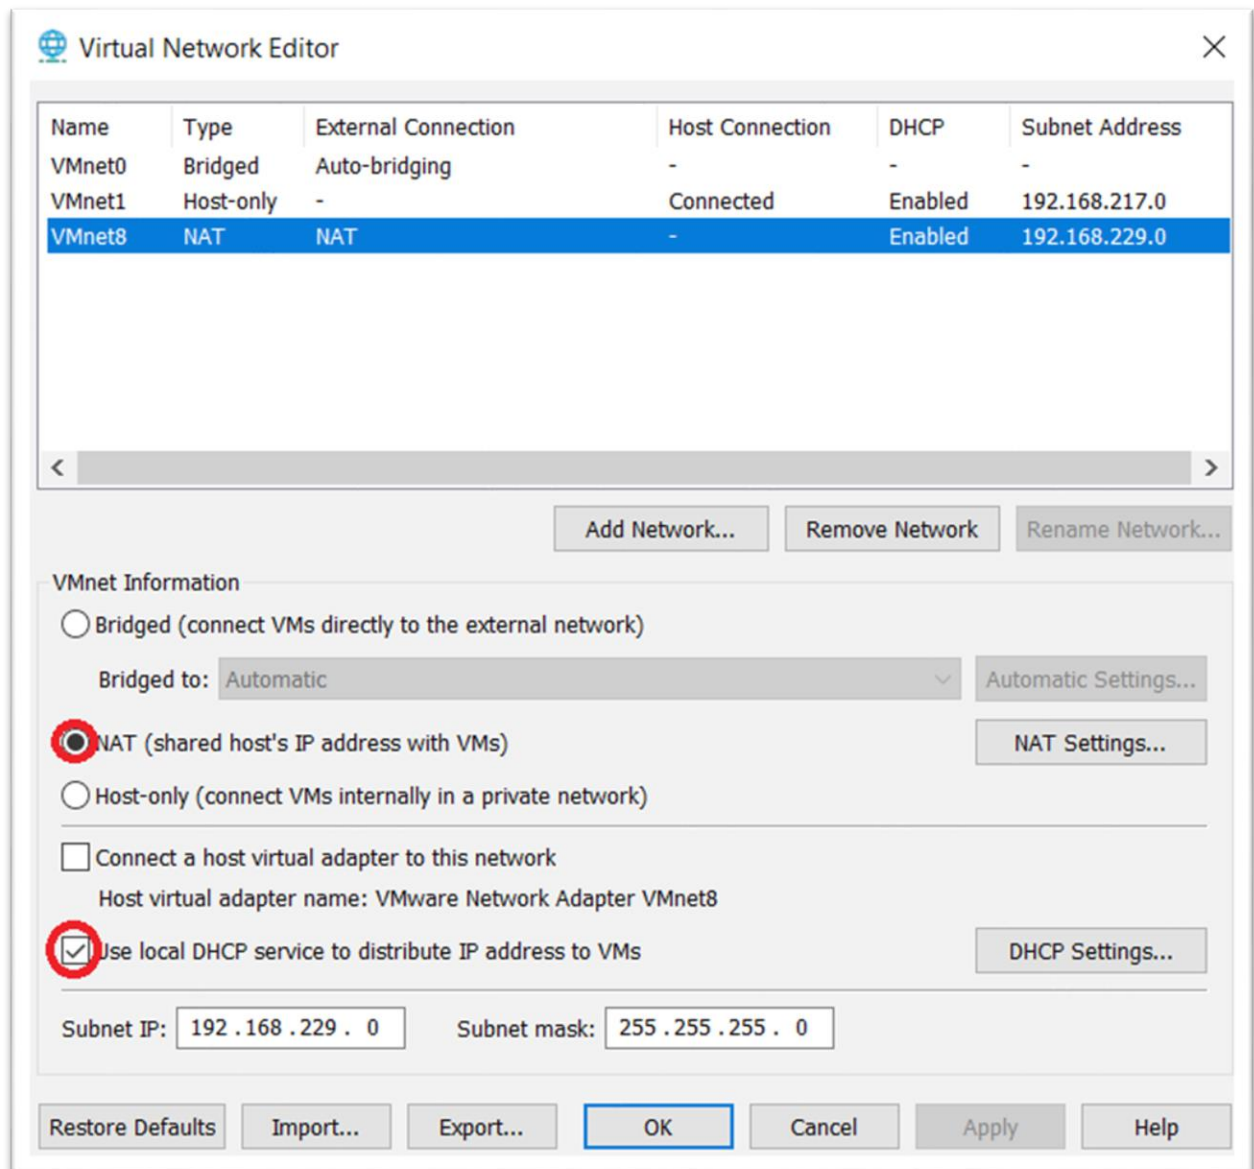 Virtual Network Editor
Name Type External Connection Host Connection DHCP Subnet Address
VMnet0 Bridged Auto-bridging - - -
VMnet1 Host-only - Connected Enabled 192.168.217.0
VMnet8 NAT NAT - Enabled 192.168.229.0
Add Network... Remove Network Rename Network...
VMnet Information
Bridged (connect VMs directly to the external network)
Bridged to: Automatic Automatic Settings...
NAT (shared host's IP address with VMs) NAT Settings...
Host-only (connect VMs internally in a private network)
Connect a host virtual adapter to this network
Host virtual adapter name: VMware Network Adapter VMnet8
Use local DHCP service to distribute IP address to VMs DHCP Settings...
Subnet IP: 192.168.229.0 Subnet mask: 255.255.255.0
Restore Defaults Import... Export... OK Cancel Apply Help